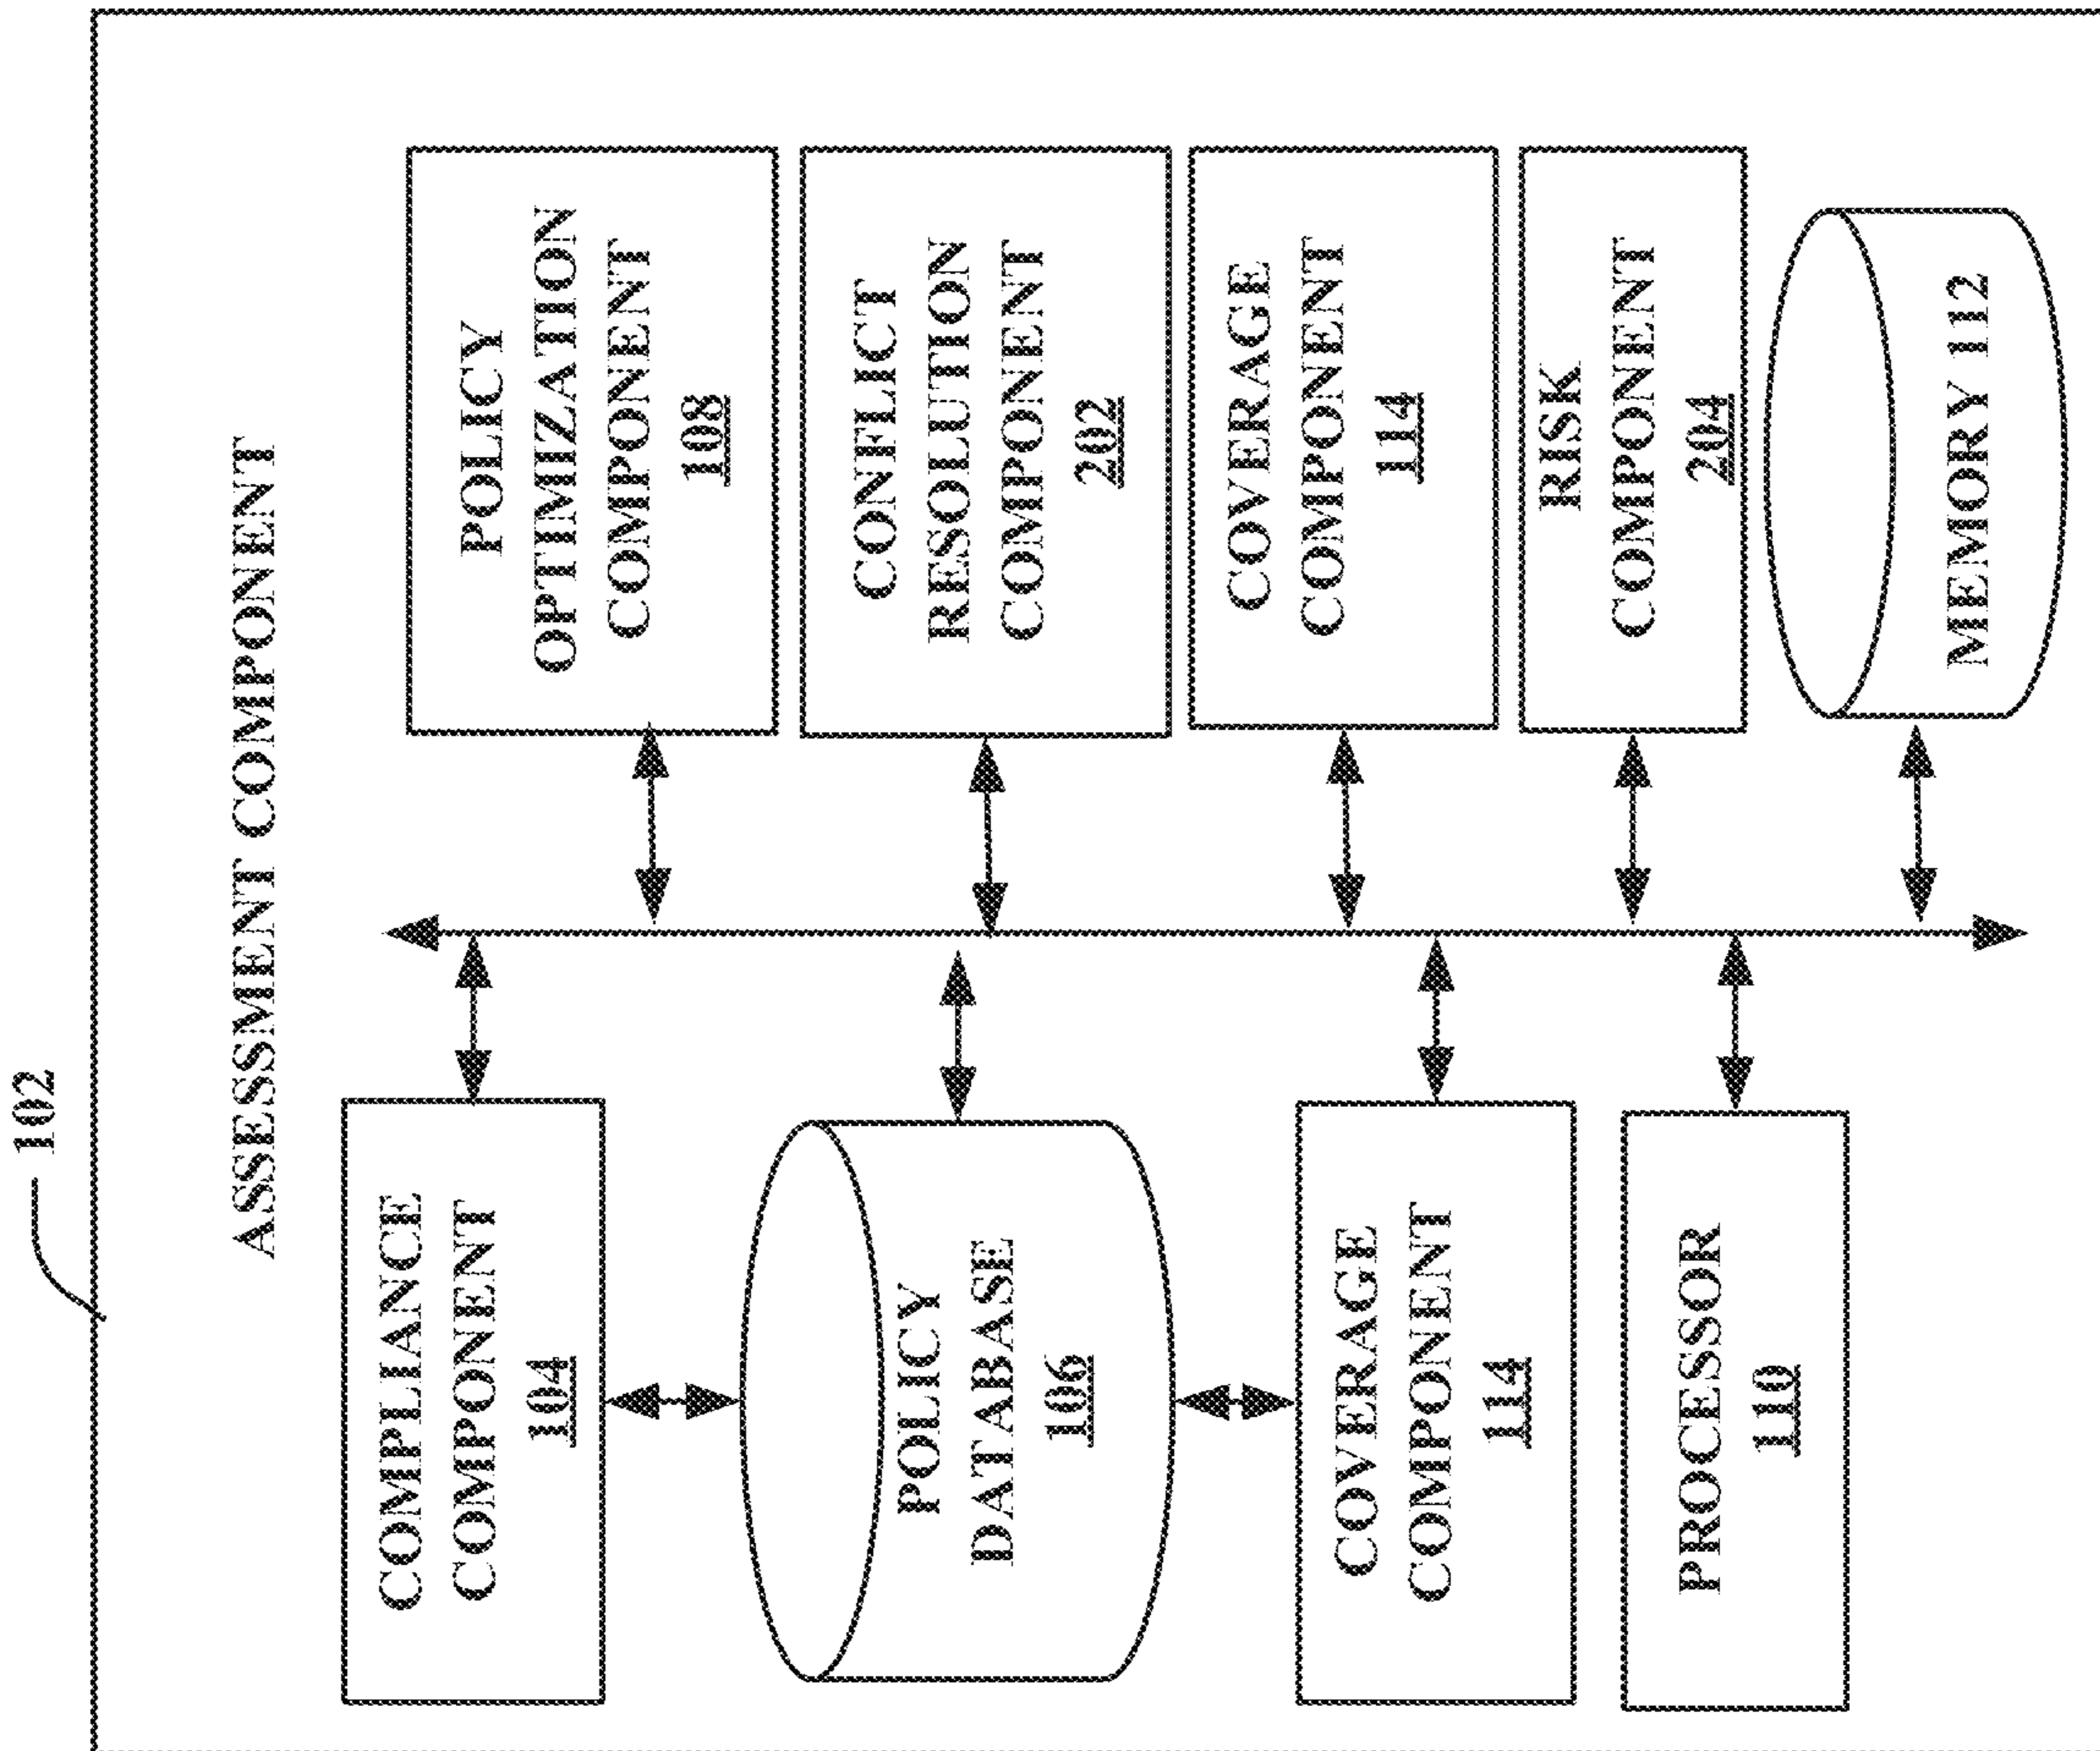 102
ASSESSMENT COMPONENT
COMPLIANCE
COMPONENT
104
POLICY
DATABASE
106
COVERAGE
COMPONENT
114
PROCESSOR
110
POLICY
OPTIMIZATION
COMPONENT
108
CONFLICT
RESOLUTION
COMPONENT
202
COVERAGE
COMPONENT
114
RISK
COMPONENT
204
MEMORY 112